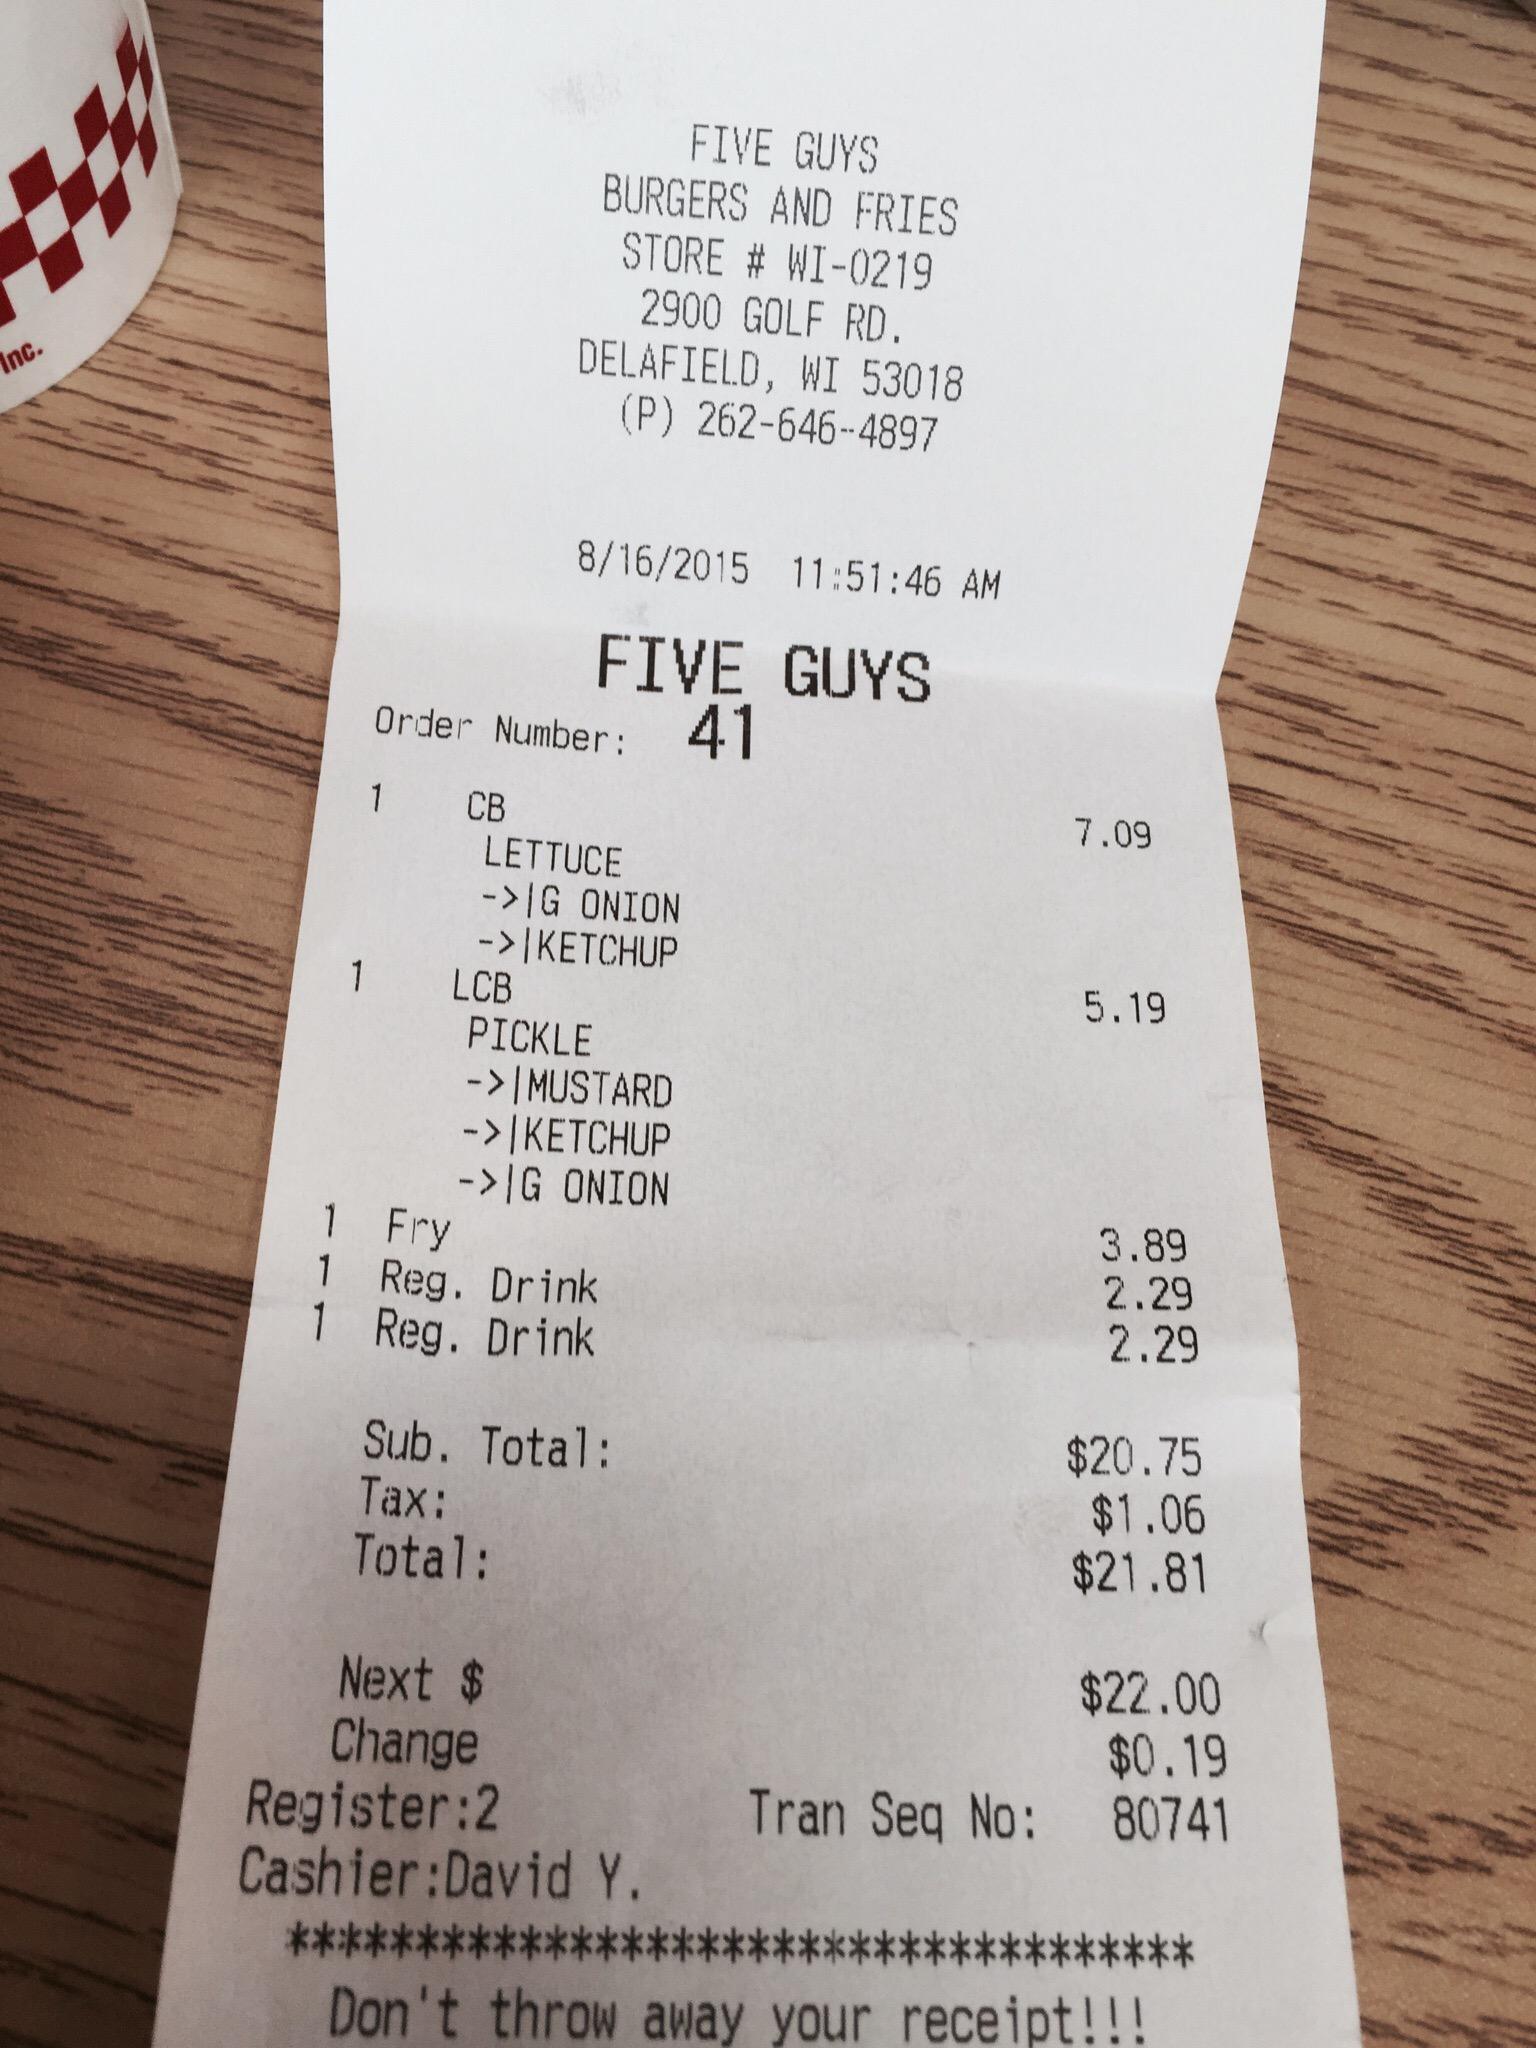 Inc.
FIVE GUYS
BURGERS AND FRIES
STORE # WI-0219
2900 GOLF RD.
DELAFIELD, WI 53018
(P) 262-646-4897
8/16/2015 11:51:46 AM
FIVE GUYS
Order Number: 41
1 CB 7.09
LETTUCE
->|G ONION
->|KETCHUP
1 LCB 5.19
PICKLE
->|MUSTARD
->|KETCHUP
->|G ONION
1 Fry 3.89
1 Reg. Drink 2.29
1 Reg. Drink 2.29
Sub. Total: $20.75
Tax: $1.06
Total: $21.81
Next $ $22.00
Change $0.19
Register:2 Tran Seq No: 80741
Cashier:David Y.
***********************************
Don't throw away your receipt!!!